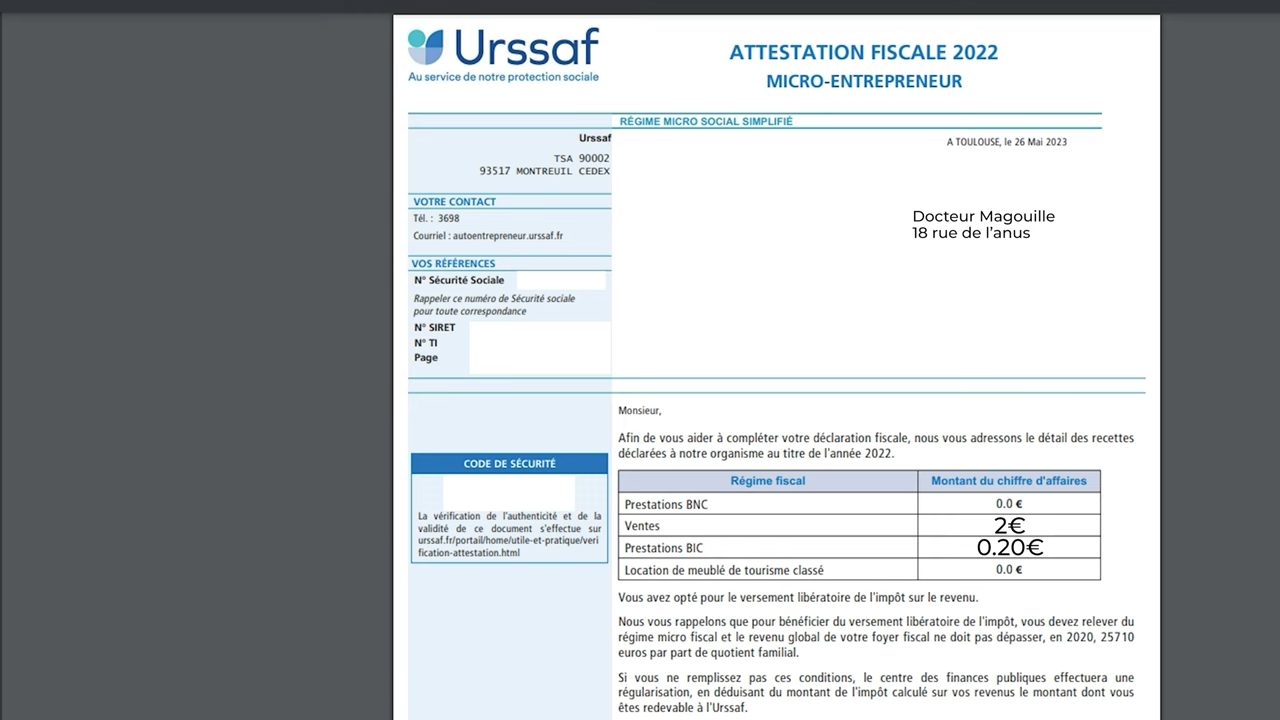 Urssaf
Au service de notre protection sociale
ATTESTATION FISCALE 2022
MICRO-ENTREPRENEUR
RÉGIME MICRO SOCIAL SIMPLIFIÉ
Urssaf
TSA 90002
93517 MONTREUIL CEDEX
A TOULOUSE, le 26 Mai 2023
VOTRE CONTACT
Tél. : 3698
Courriel : autoentrepreneur.urssaf.fr
Docteur Magouille
18 rue de l'anus
VOS RÉFÉRENCES
N° Sécurité Sociale
Rappeler ce numéro de Sécurité sociale
pour toute correspondance
N° SIRET
N° TI
Page
Monsieur,
Afin de vous aider à compléter votre déclaration fiscale, nous vous adressons le détail des recettes
déclarées à notre organisme au titre de l'année 2022.
CODE DE SÉCURITÉ
La vérification de l'authenticité et de la
validité de ce document s'effectue sur
urssaf.fr/portail/home/utile-et-pratique/veri
fication-attestation.html
Régime fiscal Montant du chiffre d'affaires
Prestations BNC 0.0 €
Ventes 2€
Prestations BIC 0.20€
Location de meublé de tourisme classé 0.0 €
Vous avez opté pour le versement libératoire de l'impôt sur le revenu.
Nous vous rappelons que pour bénéficier du versement libératoire de l'impôt, vous devez relever du
régime micro fiscal et le revenu global de votre foyer fiscal ne doit pas dépasser, en 2020, 25710
euros par part de quotient familial.
Si vous ne remplissez pas ces conditions, le centre des finances publiques effectuera une
régularisation, en déduisant du montant de l'impôt calculé sur vos revenus le montant dont vous
êtes redevable à l'Urssaf.